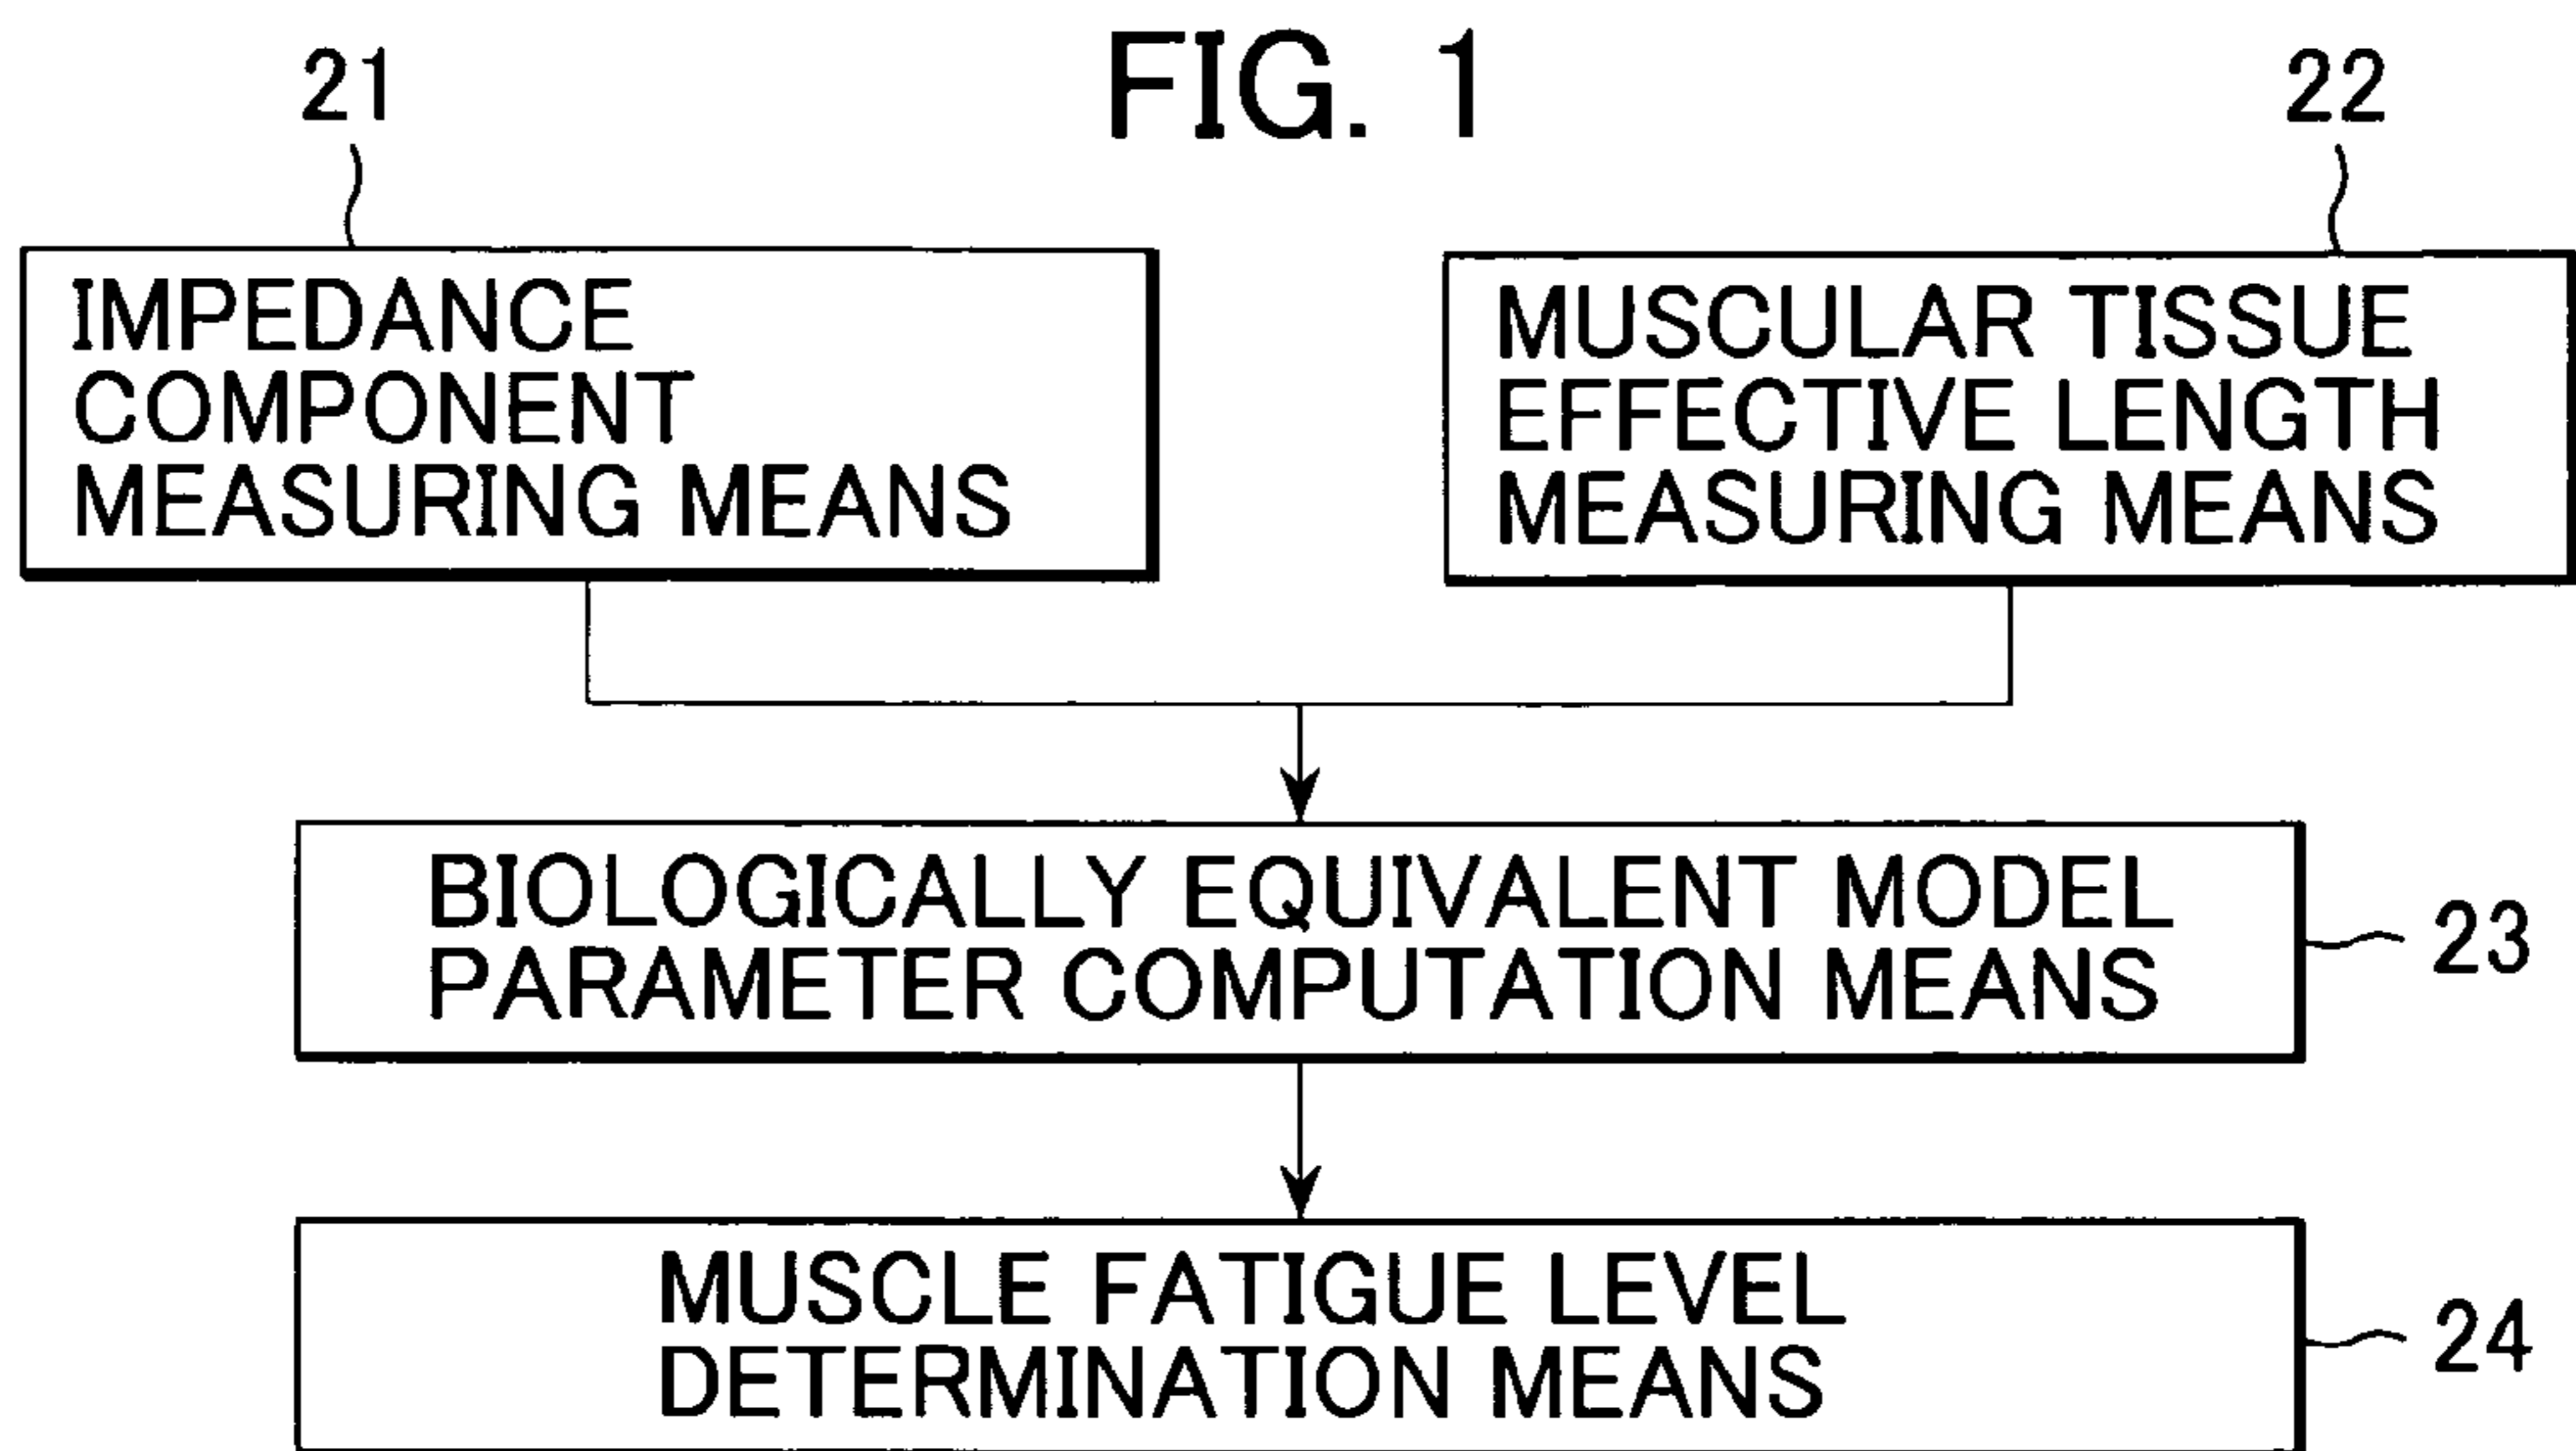 FIG. 1
21
22
IMPEDANCE
COMPONENT
MEASURING MEANS
MUSCULAR TISSUE
EFFECTIVE LENGTH
MEASURING MEANS
BIOLOGICALLY EQUIVALENT MODEL
PARAMETER COMPUTATION MEANS
23
MUSCLE FATIGUE LEVEL
DETERMINATION MEANS
24